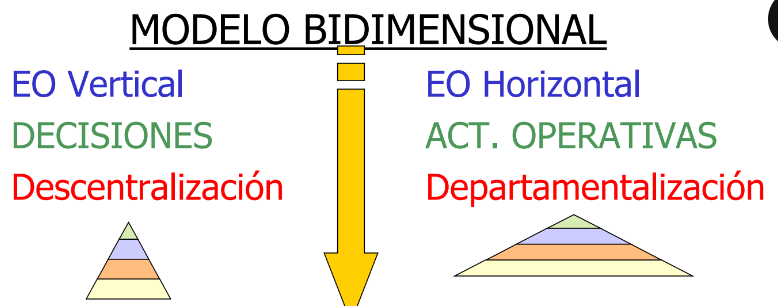 MODELO BIDIMENSIONAL
EO Vertical
DECISIONES
Descentralización
EO Horizontal
ACT. OPERATIVAS
Departamentalización